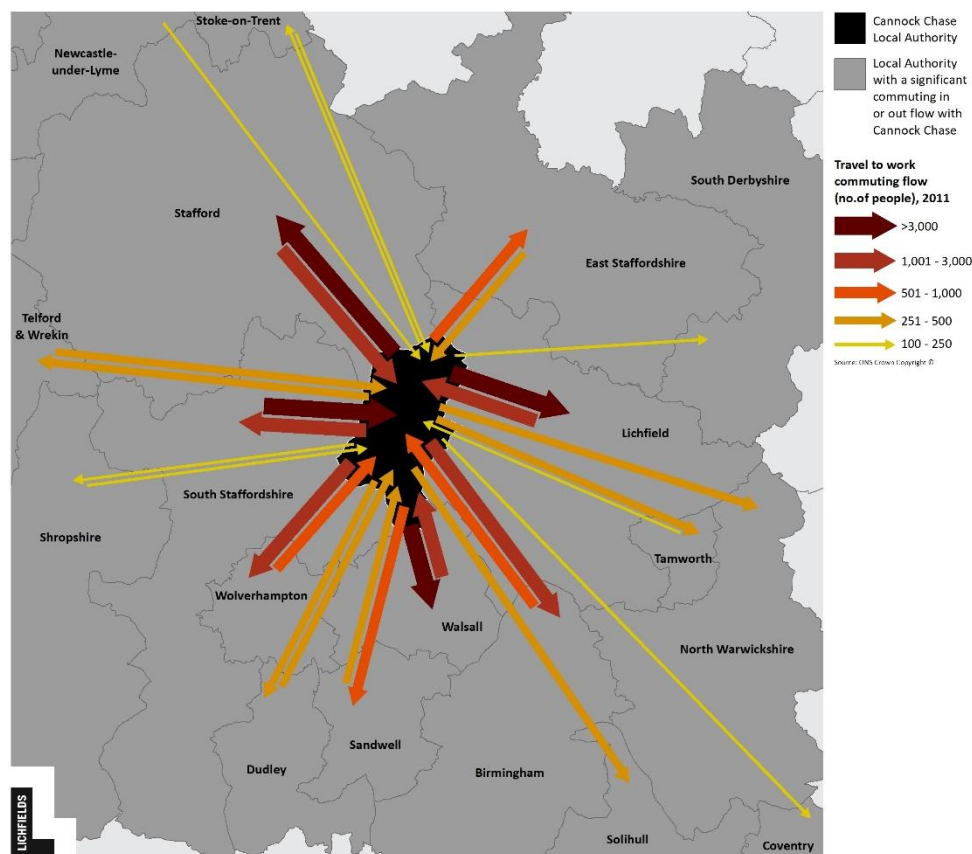 Stoke-on-Trent
Newcastle-
under-Lyme
Stafford
South Derbyshire
East Staffordshire
Telford
& Wrekin
Lichfield
South Staffordshire
Shropshire
Tamworth
Wolverhampton
Walsall
North Warwickshire
Sandwell
Dudley
Birmingham
Solihull
Coventry
LICHFIELDS
Cannock Chase
Local Authority
Local Authority
with a significant
commuting in
or out flow with
Cannock Chase
Travel to work
commuting flow
(no.of people), 2011
>3,000
1,001 - 3,000
501 - 1,000
251 - 500
100 - 250
Source: ONS Crown Copyright ©